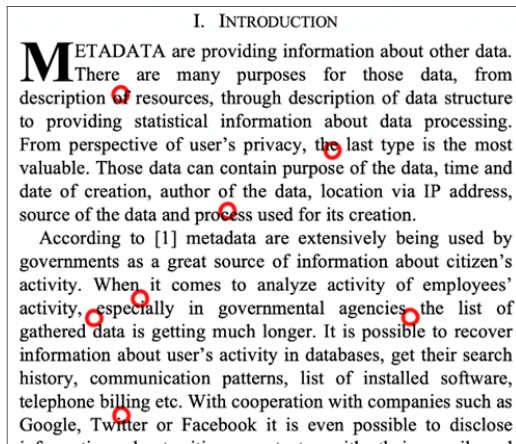 I. INTRODUCTION
METADATA are providing information about other data.
There are many purposes for those data, from
description of resources, through description of data structure
to providing statistical information about data processing.
From perspective of user's privacy, the last type is the most
valuable. Those data can contain purpose of the data, time and
date of creation, author of the data, location via IP address,
source of the data and process used for its creation.
According to [1] metadata are extensively being used by
governments as a great source of information about citizen's
activity. When it comes to analyze activity of employees'
activity, especially in governmental agencies the list of
gathered data is getting much longer. It is possible to recover
information about user's activity in databases, get their search
history, communication patterns, list of installed software,
telephone billing etc. With cooperation with companies such as
Google, Twitter or Facebook it is even possible to disclose